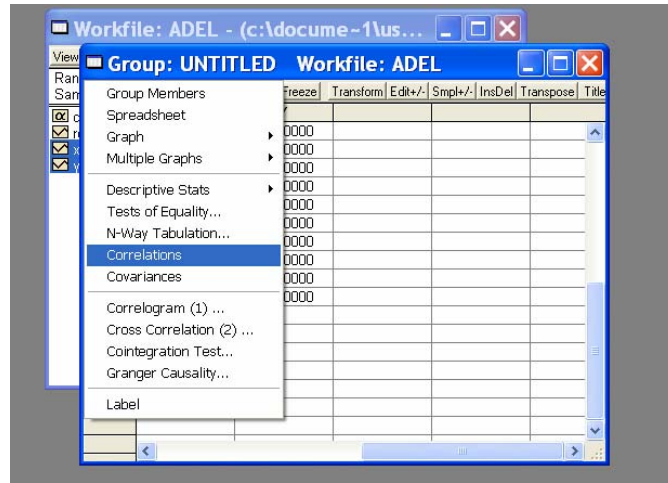 Workfile: ADEL - (c:\docume~1\us...
View
Group: UNTITLED Workfile: ADEL
Ran
Sam
Freeze Transform Edit+/- Smpl+/- InsDel Transpose Title
c
Group Members
Spreadsheet
Graph
Multiple Graphs
Descriptive Stats
Tests of Equality...
N-Way Tabulation...
Correlations
Covariances
Correlogram (1) ...
Cross Correlation (2) ...
Cointegration Test...
Granger Causality...
Label
0000
0000
0000
0000
0000
0000
0000
0000
0000
0000